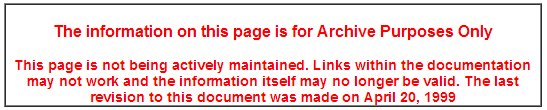 The information on this page is for Archive Purposes Only
This page is not being actively maintained. Links within the documentation
may not work and the information itself may no longer be valid. The last
revision to this document was made on April 20, 1999